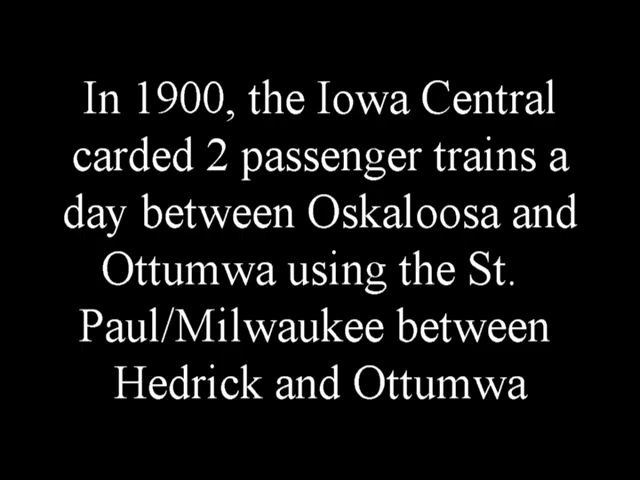 In 1900, the Iowa Central
carded 2 passenger trains a
day between Oskaloosa and
Ottumwa using the St.
Paul/Milwaukee between
Hedrick and Ottumwa